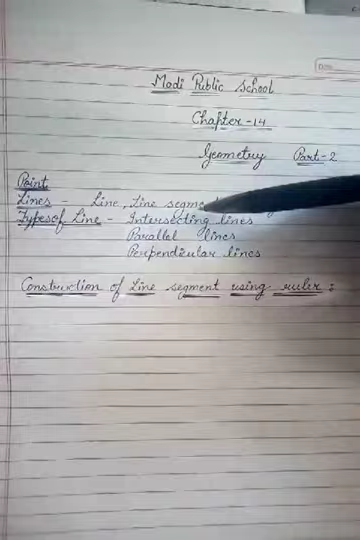 Modi Public School
Chapter-14
Geometry Part-2
Point
Lines - Line, Line segme
Types of Line - Intersecting lines
Parallel lines
Perpendicular lines
Construction of Line segment using ruler :